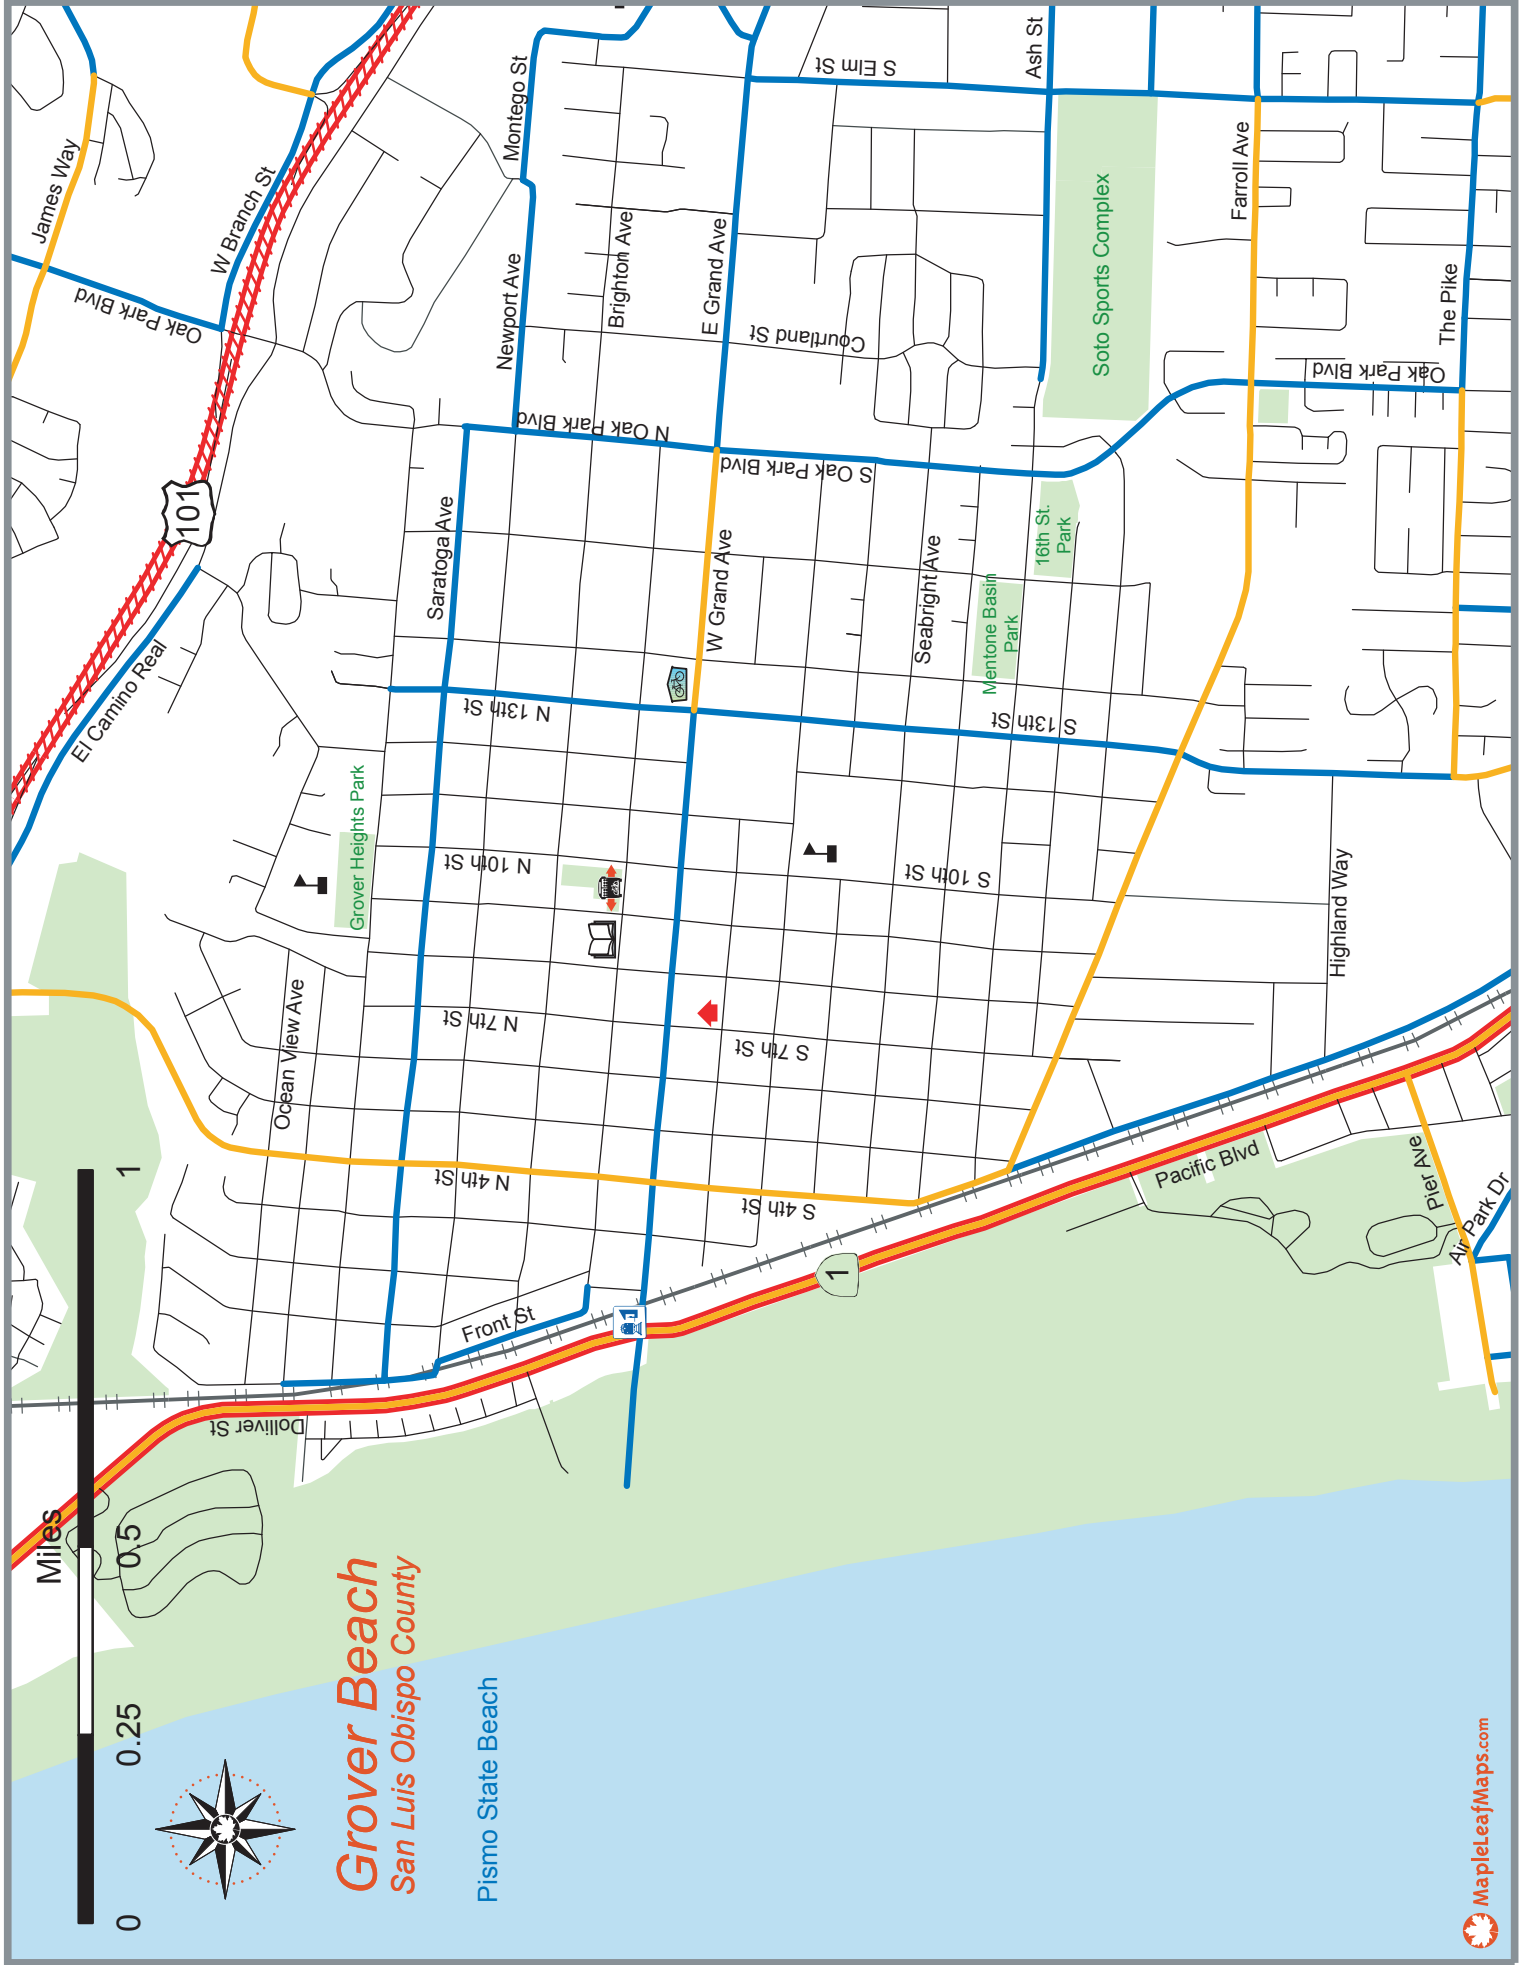 Grover Beach
San Luis Obispo County
Pismo State Beach
Miles
0
0.25
0.5
1
James Way
W Branch St
Oak Park Blvd
101
El Camino Real
Montego St
Newport Ave
Brighton Ave
E Grand Ave
S Elm St
Ash St
Courtland St
Soto Sports Complex
Farroll Ave
The Pike
Oak Park Blvd
N Oak Park Blvd
S Oak Park Blvd
Saratoga Ave
W Grand Ave
Seabright Ave
16th St.
Park
Mentone Basin
Park
N 13th St
S 13th St
Grover Heights Park
N 10th St
S 10th St
Highland Way
Ocean View Ave
N 7th St
S 7th St
N 4th St
S 4th St
Front St
1
1
Dolliver St
Pacific Blvd
Pier Ave
Air Park Dr
MapleLeafMaps.com